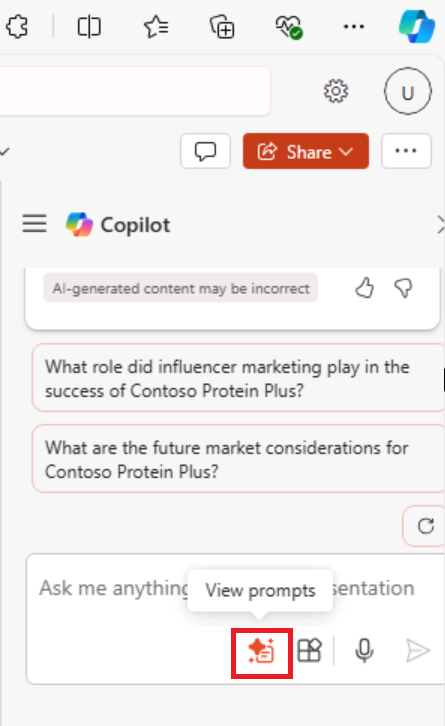 U
Share
Copilot
AI-generated content may be incorrect
What role did influencer marketing play in the
success of Contoso Protein Plus?
What are the future market considerations for
Contoso Protein Plus?
View prompts
Ask me anything sentation